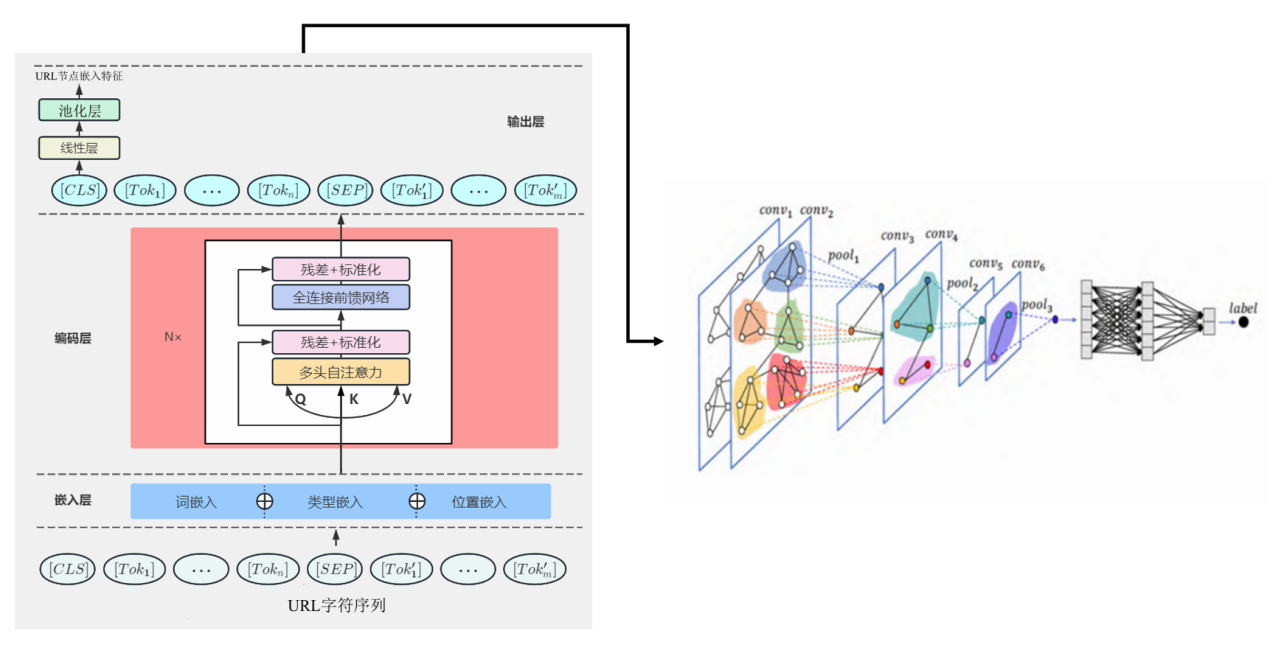 URL节点嵌入特征
池化层
输出层
线性层
[CLS] [Tok₁] ··· [Tokₙ] [SEP] [Tok′₁] ··· [Tok′ₘ]
残差+标准化
全连接前馈网络
编码层
N×
残差+标准化
多头自注意力
Q K V
嵌入层
词嵌入 ⊕ 类型嵌入 ⊕ 位置嵌入
[CLS] [Tok₁] ··· [Tokₙ] [SEP] [Tok′₁] ··· [Tok′ₘ]
URL字符序列
conv₁ conv₂
pool₁
conv₃ conv₄
pool₂
conv₅ conv₆
pool₃
label